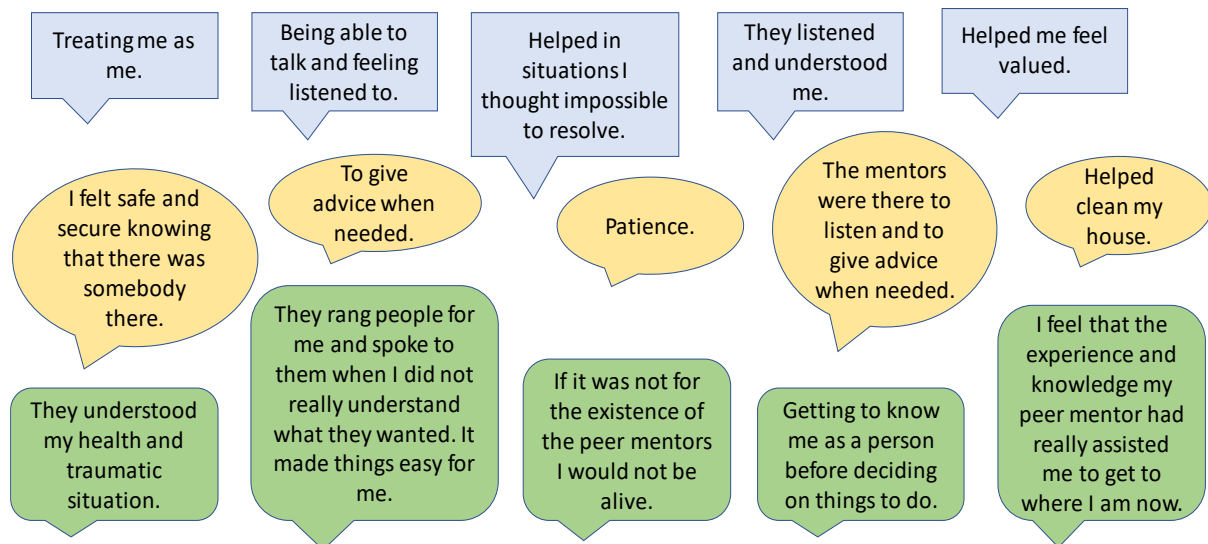 Treating me as
me.
Being able to
talk and feeling
listened to.
Helped in
situations I
thought impossible
to resolve.
They listened
and understood
me.
Helped me feel
valued.
I felt safe and
secure knowing
that there was
somebody
there.
To give
advice when
needed.
Patience.
The mentors
were there to
listen and to
give advice
when needed.
Helped
clean my
house.
They understood
my health and
traumatic
situation.
They rang people for
me and spoke to
them when I did not
really understand
what they wanted. It
made things easy for
me.
If it was not for
the existence of
the peer mentors
I would not be
alive.
Getting to know
me as a person
before deciding
on things to do.
I feel that the
experience and
knowledge my
peer mentor had
really assisted
me to get to
where I am now.